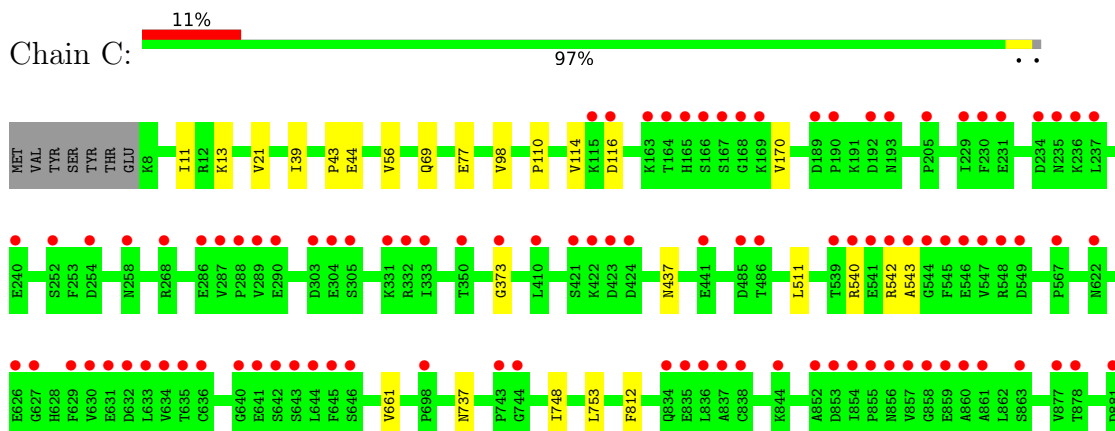 11%
Chain C:
97%
MET VAL TYR SER TYR THR GLU K8 I11 R12 K13 V21 I39 P43 E44 V56 Q69 E77 V98 P110 V114 K115 D116 K163 T164 H165 S166 S167 G168 K169 V170 D189 P190 K191 D192 N193 P205 I229 F230 E231 D234 N235 K236 L237
E240 S252 F253 D254 N258 R268 E286 V287 P288 V289 E290 D303 E304 S305 K331 R332 I333 T350 G373 L410 S421 K422 D423 D424 N437 E441 D485 T486 L511 T539 R540 E541 R542 A543 G544 F545 E546 V547 R548 D549 P567 N622
E626 G627 H628 F629 V630 E631 D632 L633 V634 T635 C636 G640 E641 S642 S643 L644 F645 S646 V661 P698 N737 P743 G744 I748 L753 F812 Q834 E835 L836 A837 C838 K844 A852 D853 I854 P855 N856 V857 G858 E859 A860 A861 L862 S863 V877 T878